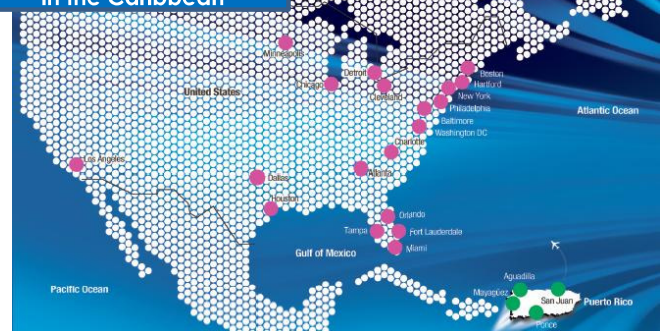 in the Caribbean
Minneapolis
Detroit
Chicago
Cleveland
Boston
Hartford
New York
Philadelphia
Baltimore
Washington DC
United States
Atlantic Ocean
Charlotte
Los Angeles
Atlanta
Dallas
Houston
Orlando
Tampa
Fort Lauderdale
Miami
Gulf of Mexico
Pacific Ocean
Aguadilla
Mayagüez
San Juan
Puerto Rico
Ponce